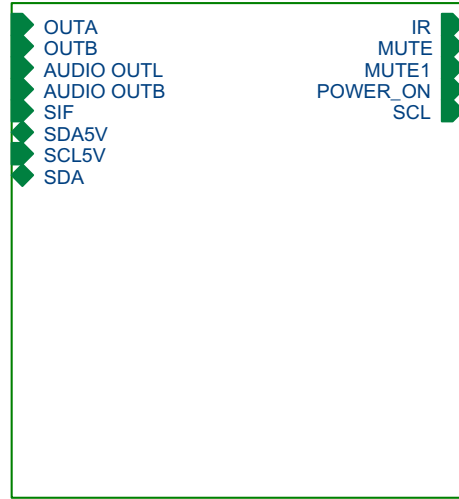 OUTA
OUTB
AUDIO OUTL
AUDIO OUTB
SIF
SDA5V
SCL5V
SDA
IR
MUTE
MUTE1
POWER_ON
SCL